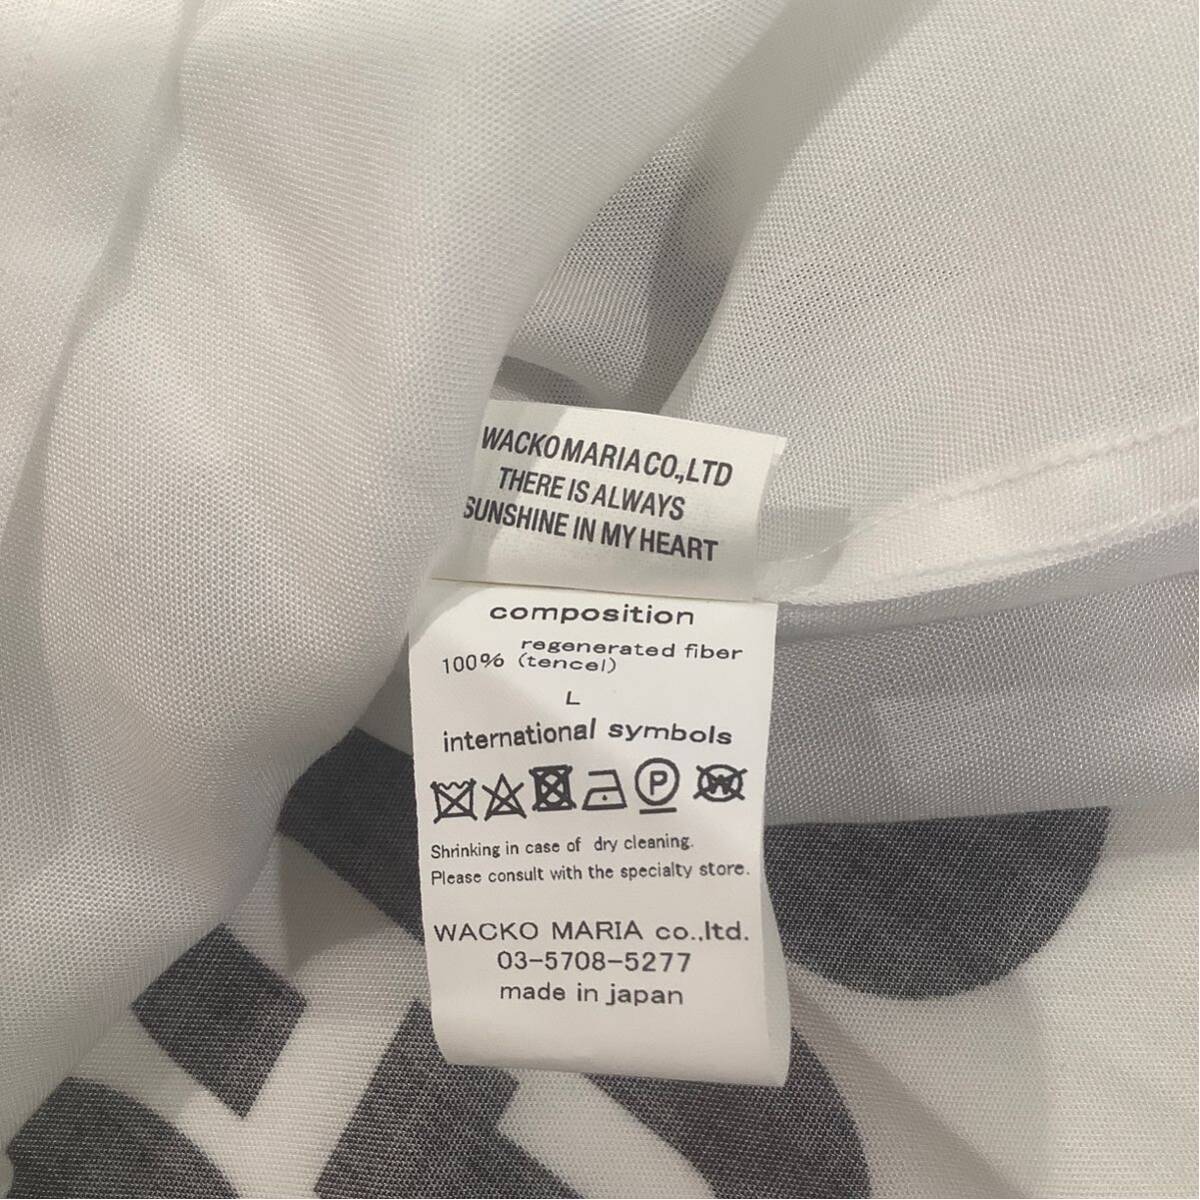 WACKO MARIA CO.,LTD
THERE IS ALWAYS
SUNSHINE IN MY HEART
composition
100% regenerated fiber
(tencel)
L
international symbols
P W
Shrinking in case of dry cleaning.
Please consult with the specialty store.
WACKO MARIA co.,ltd.
03-5708-5277
made in japan